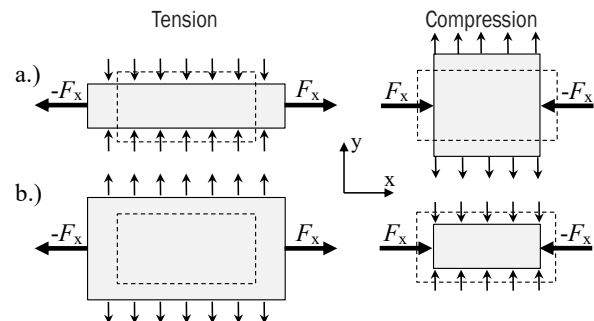 Tension Compression
a.) -Fx Fx Fx -Fx
y
x
b.) -Fx Fx Fx -Fx